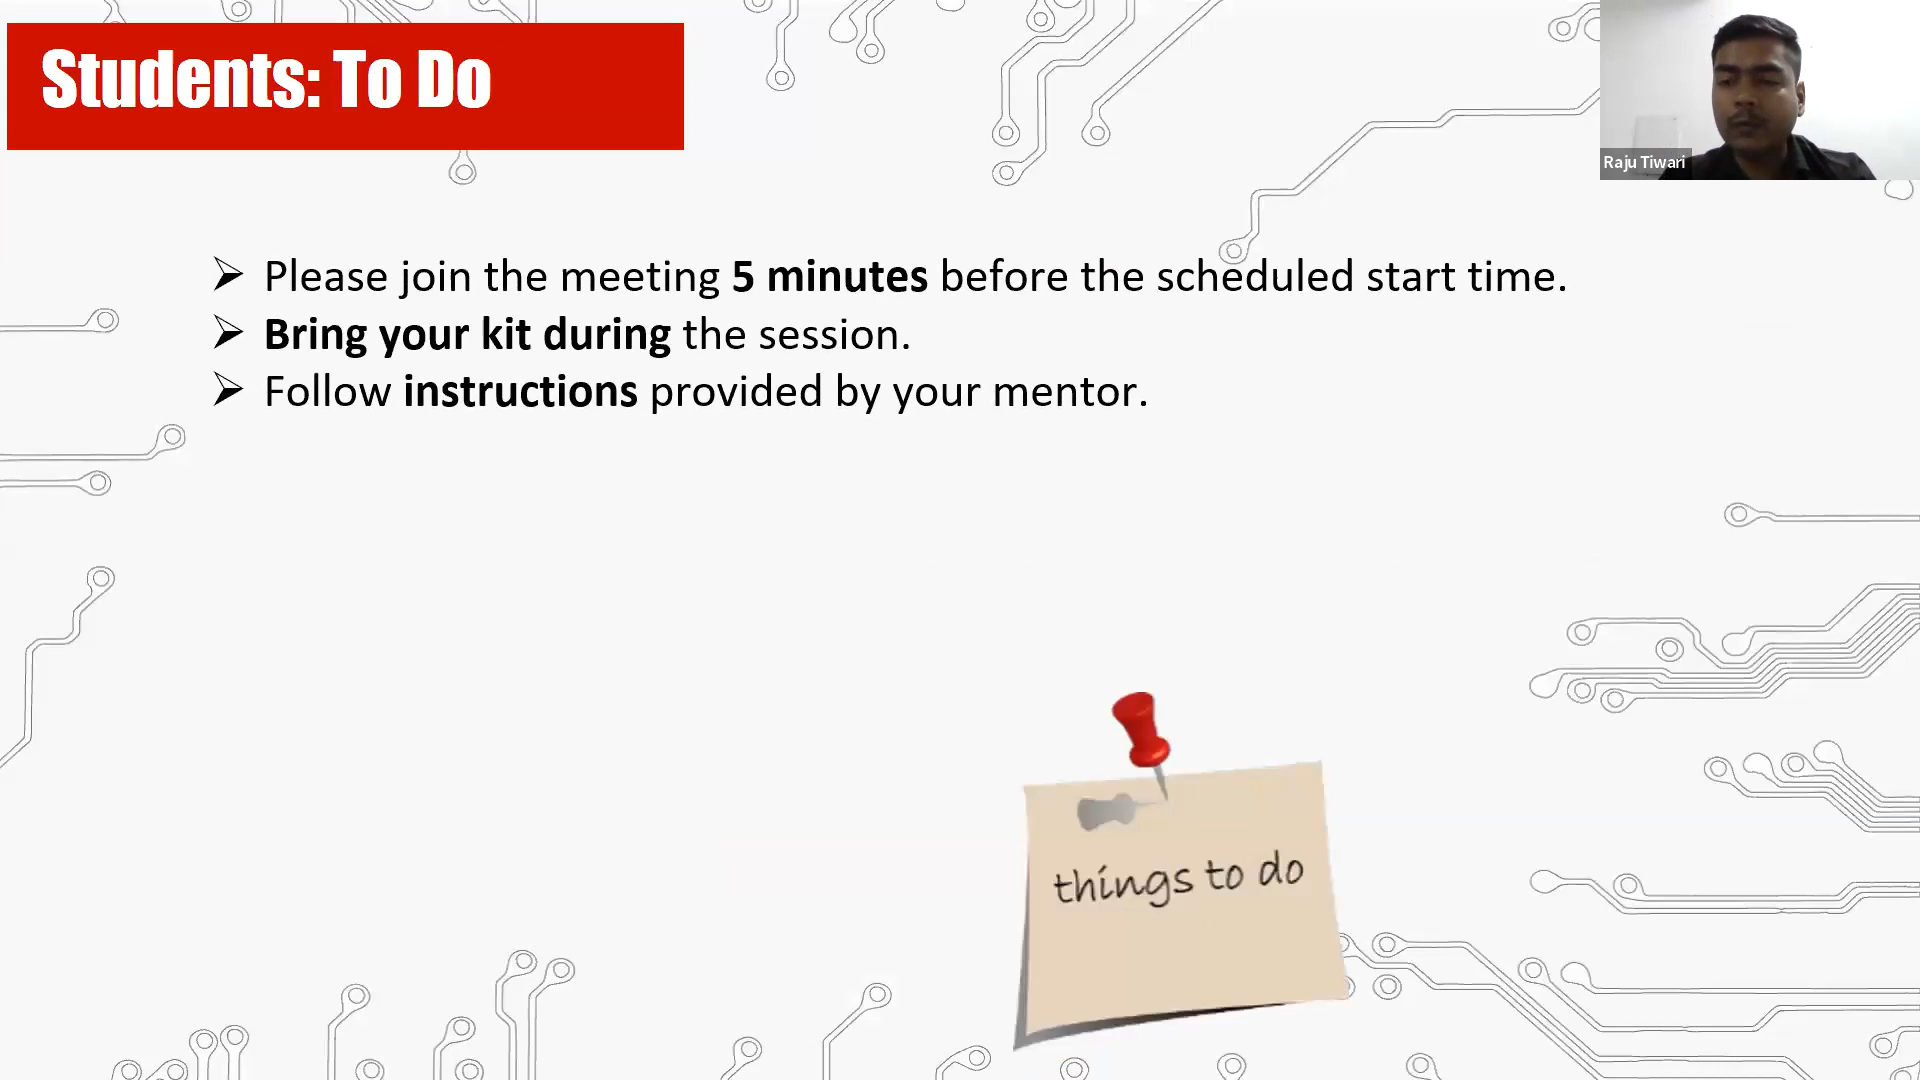 Students: To Do
Raju Tiwari
Please join the meeting 5 minutes before the scheduled start time.
Bring your kit during the session.
Follow instructions provided by your mentor.
things to do